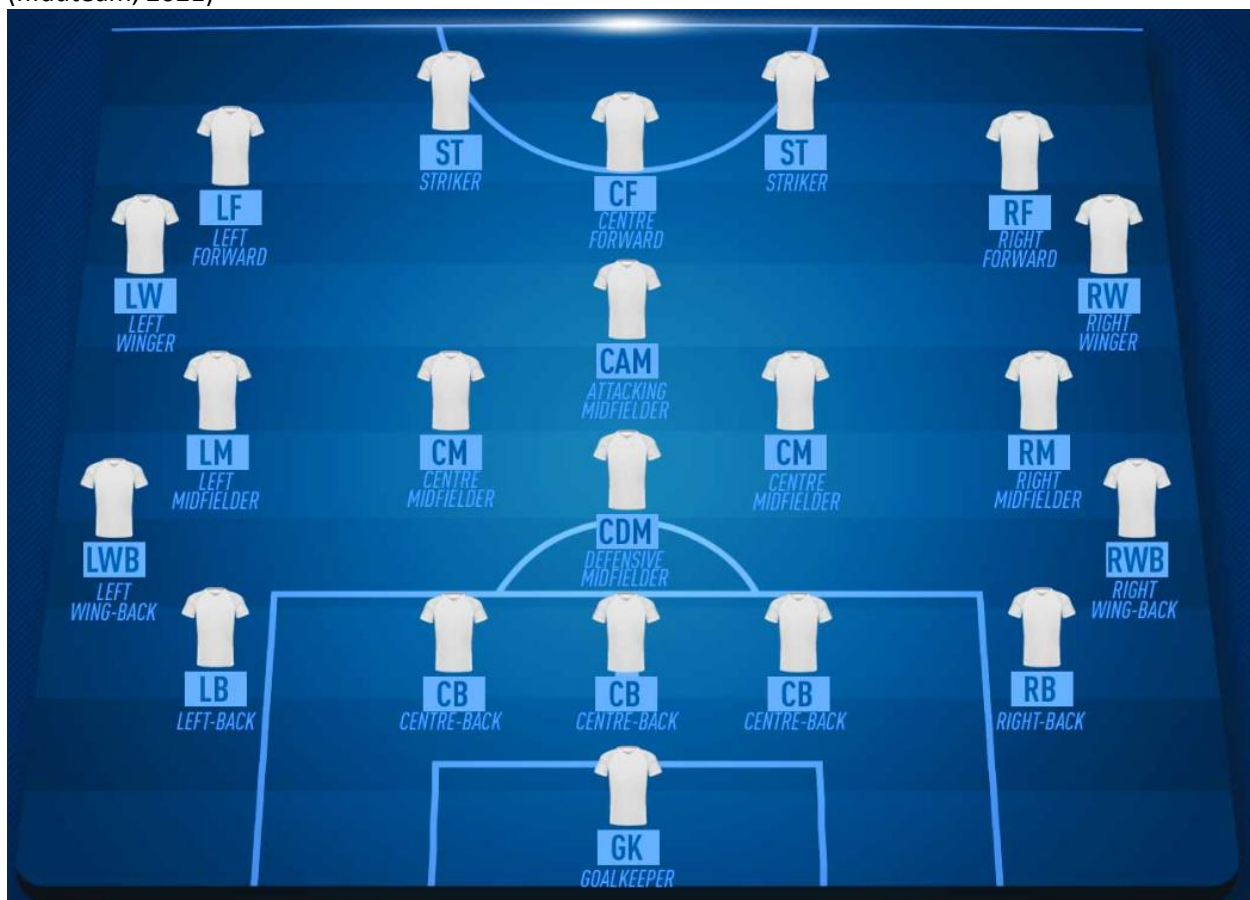 ST
STRIKER
ST
STRIKER
CF
CENTRE
FORWARD
LF
LEFT
FORWARD
RF
RIGHT
FORWARD
LW
LEFT
WINGER
RW
RIGHT
WINGER
CAM
ATTACKING
MIDFIELDER
LM
LEFT
MIDFIELDER
CM
CENTRE
MIDFIELDER
CM
CENTRE
MIDFIELDER
RM
RIGHT
MIDFIELDER
CDM
DEFENSIVE
MIDFIELDER
LWB
LEFT
WING-BACK
RWB
RIGHT
WING-BACK
LB
LEFT-BACK
CB
CENTRE-BACK
CB
CENTRE-BACK
CB
CENTRE-BACK
RB
RIGHT-BACK
GK
GOALKEEPER